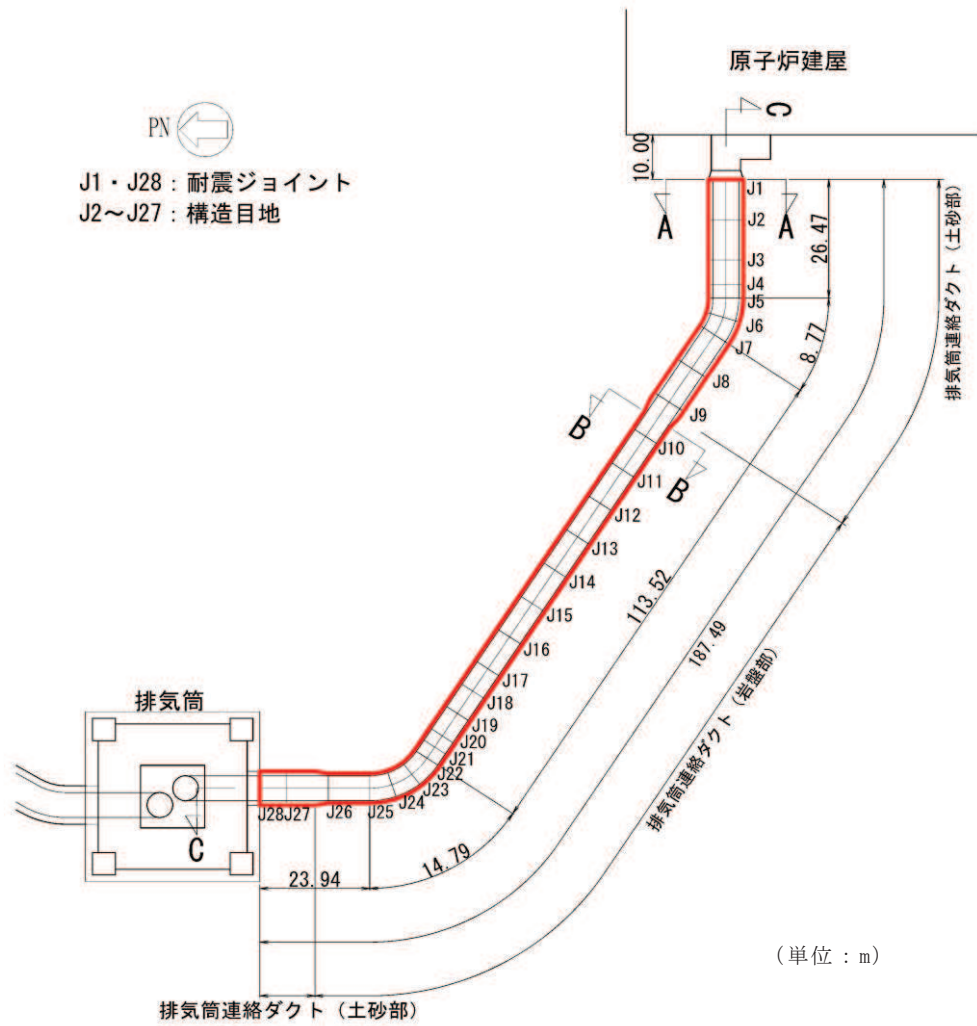 原子炉建屋
PN
C
J1・J28：耐震ジョイント
J2～J27：構造目地
10.00
A
A
J1
J2
J3
J4
J5
J6
J7
J8
J9
J10
J11
J12
J13
J14
J15
J16
J17
J18
J19
J20
J21
J22
J23
J24
J25
J26
J27
J28
26.47
8.77
排気筒連絡ダクト（土砂部）
B
B
113.52
187.49
排気筒連絡ダクト（岩盤部）
排気筒
C
14.79
23.94
（単位：m）
排気筒連絡ダクト（土砂部）